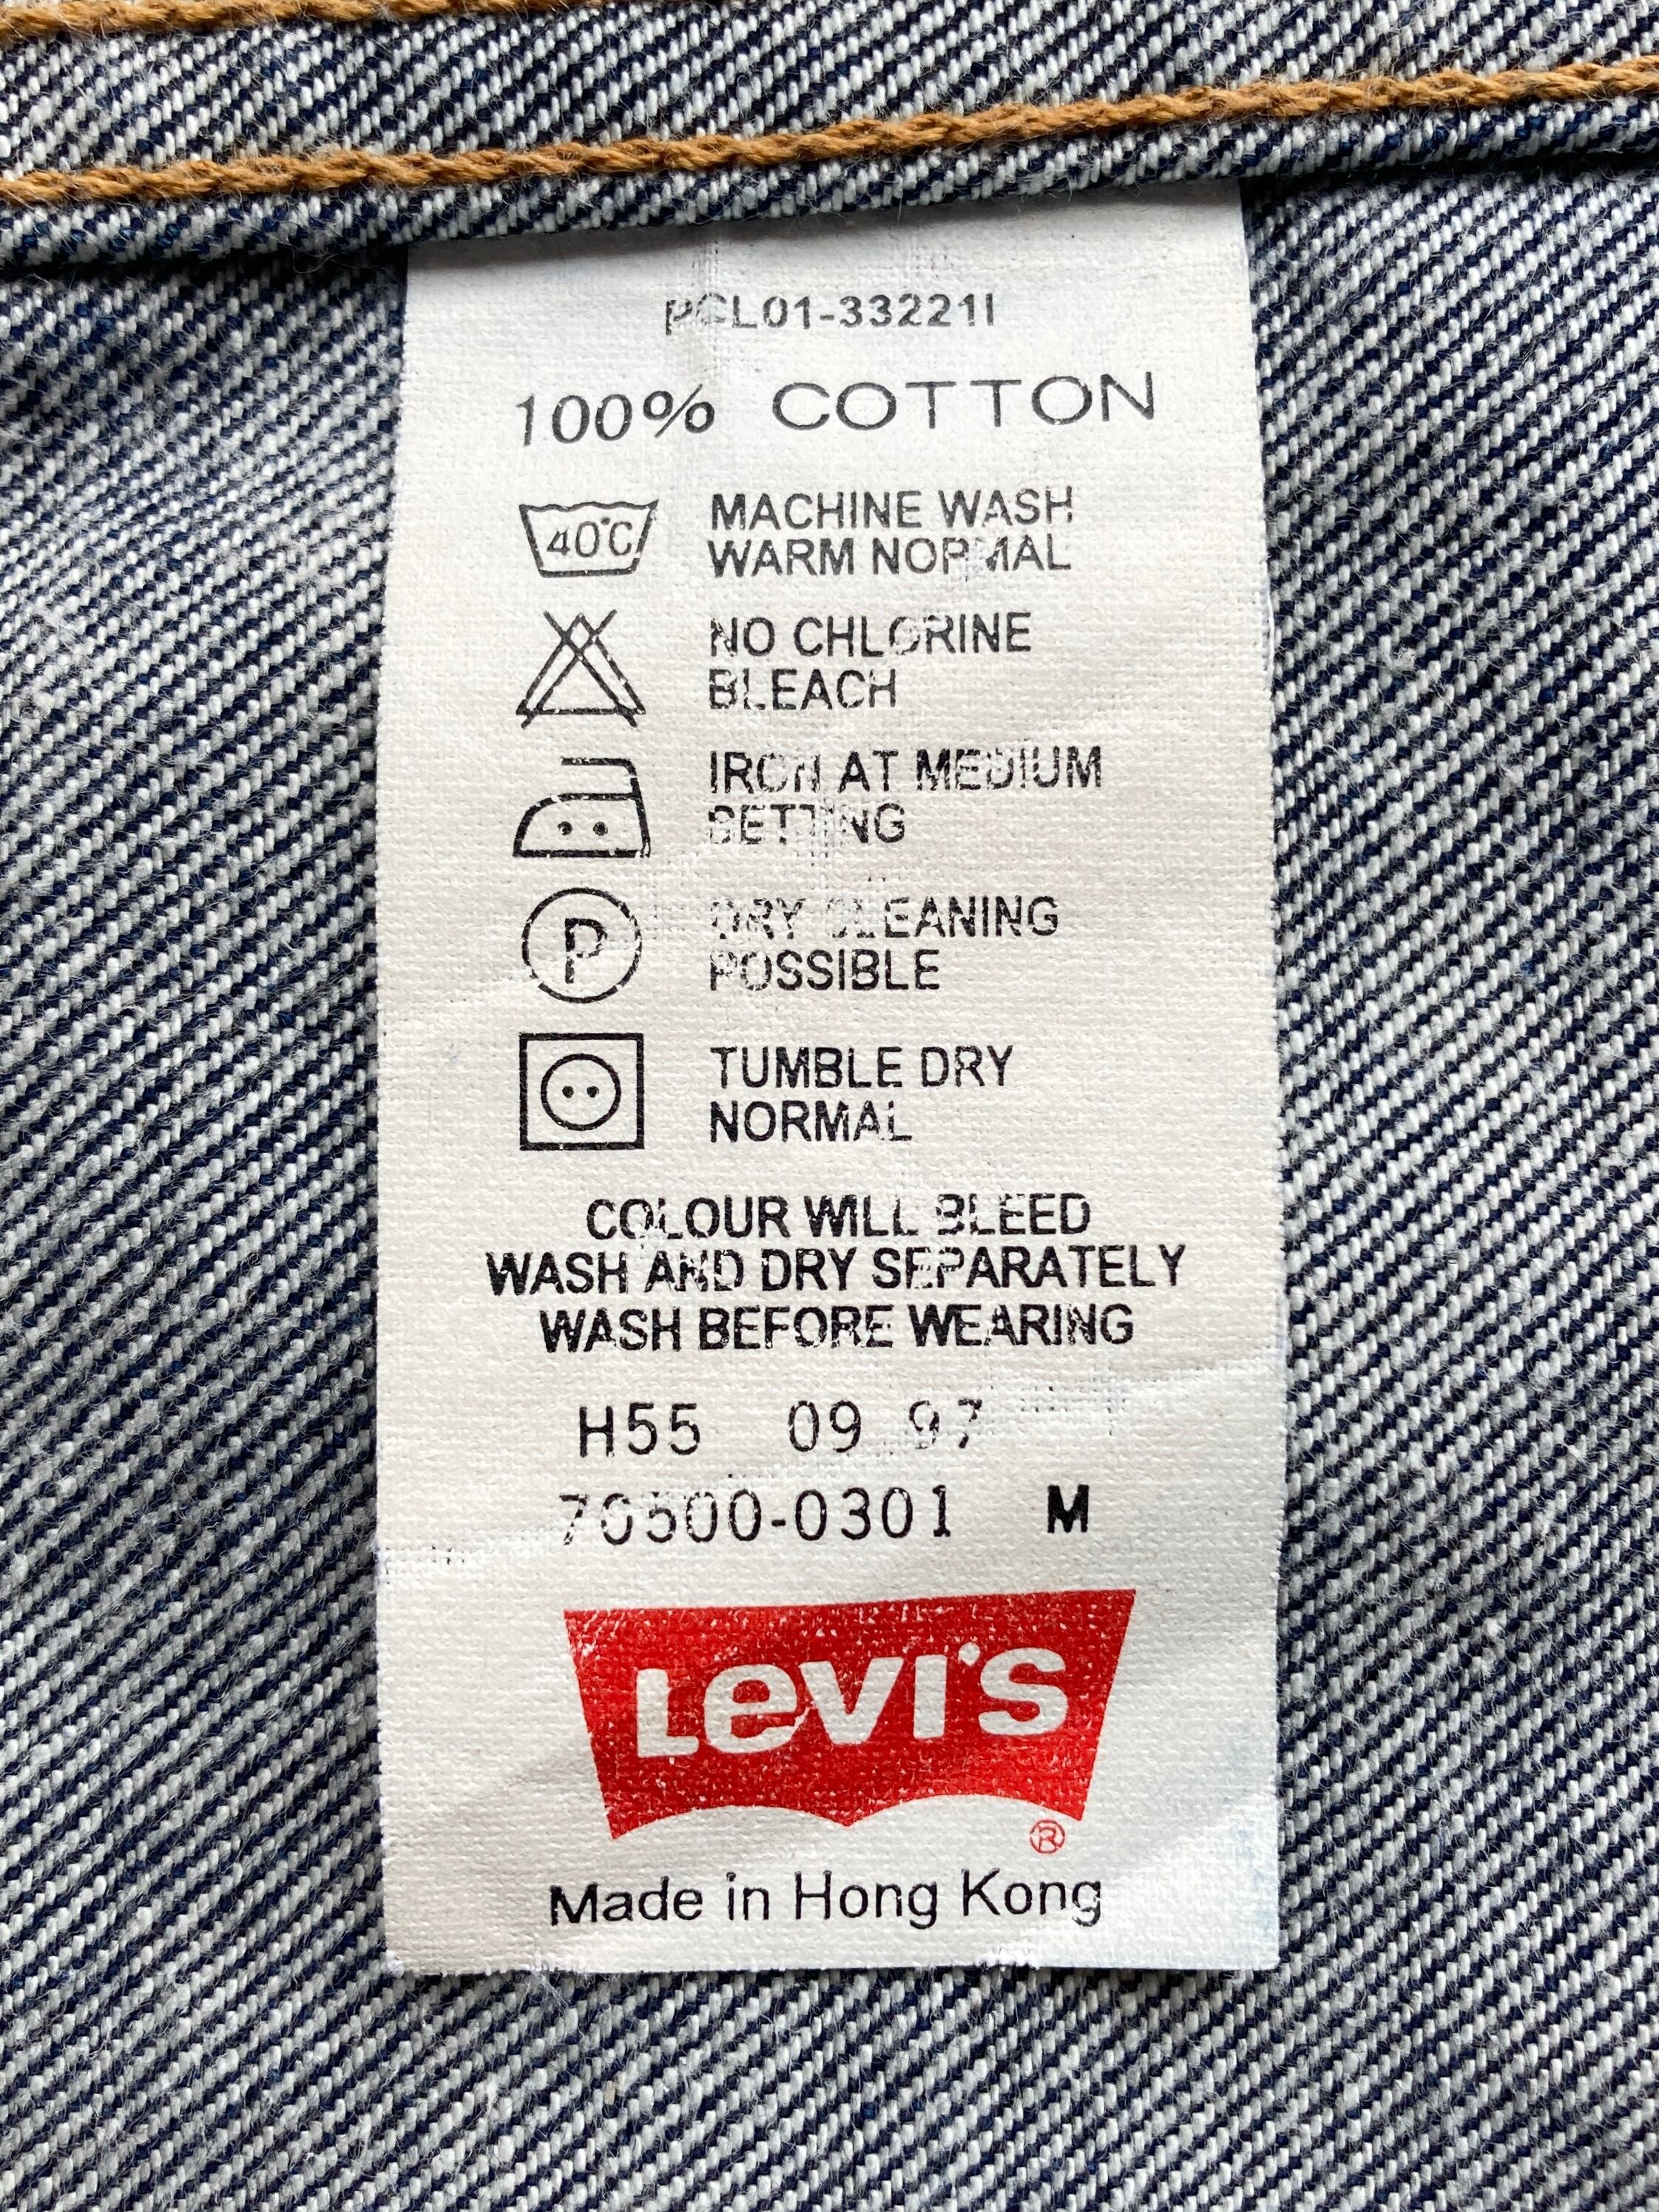 PCL01-33221I
100% COTTON
40°C
MACHINE WASH
WARM NORMAL
NO CHLORINE
BLEACH
IRON AT MEDIUM
SETTING
P
DRY CLEANING
POSSIBLE
TUMBLE DRY
NORMAL
COLOUR WILL BLEED
WASH AND DRY SEPARATELY
WASH BEFORE WEARING
H55 09 97
70500-0301 M
LEVI'S
®
Made in Hong Kong